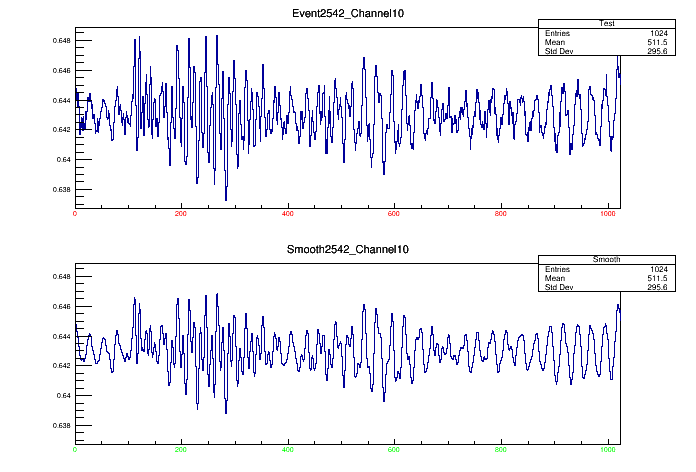 Event2542_Channel10
Test
Entries 1024
Mean 511.5
Std Dev 295.6
0.648
0.646
0.644
0.642
0.64
0.638
0 200 400 600 800 1000
Smooth2542_Channel10
Smooth
Entries 1024
Mean 511.5
Std Dev 295.6
0.648
0.646
0.644
0.642
0.64
0.638
0 200 400 600 800 1000